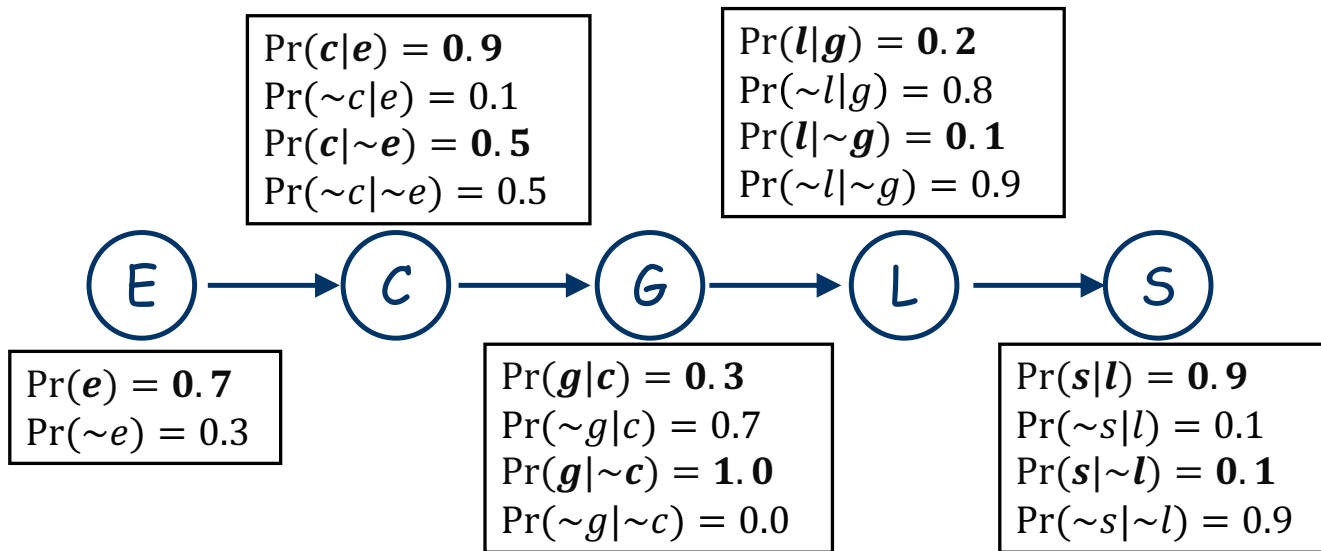 Pr(c|e) = 0.9
Pr(~c|e) = 0.1
Pr(c|~e) = 0.5
Pr(~c|~e) = 0.5
Pr(l|g) = 0.2
Pr(~l|g) = 0.8
Pr(l|~g) = 0.1
Pr(~l|~g) = 0.9
E
C
G
L
S
Pr(e) = 0.7
Pr(~e) = 0.3
Pr(g|c) = 0.3
Pr(~g|c) = 0.7
Pr(g|~c) = 1.0
Pr(~g|~c) = 0.0
Pr(s|l) = 0.9
Pr(~s|l) = 0.1
Pr(s|~l) = 0.1
Pr(~s|~l) = 0.9